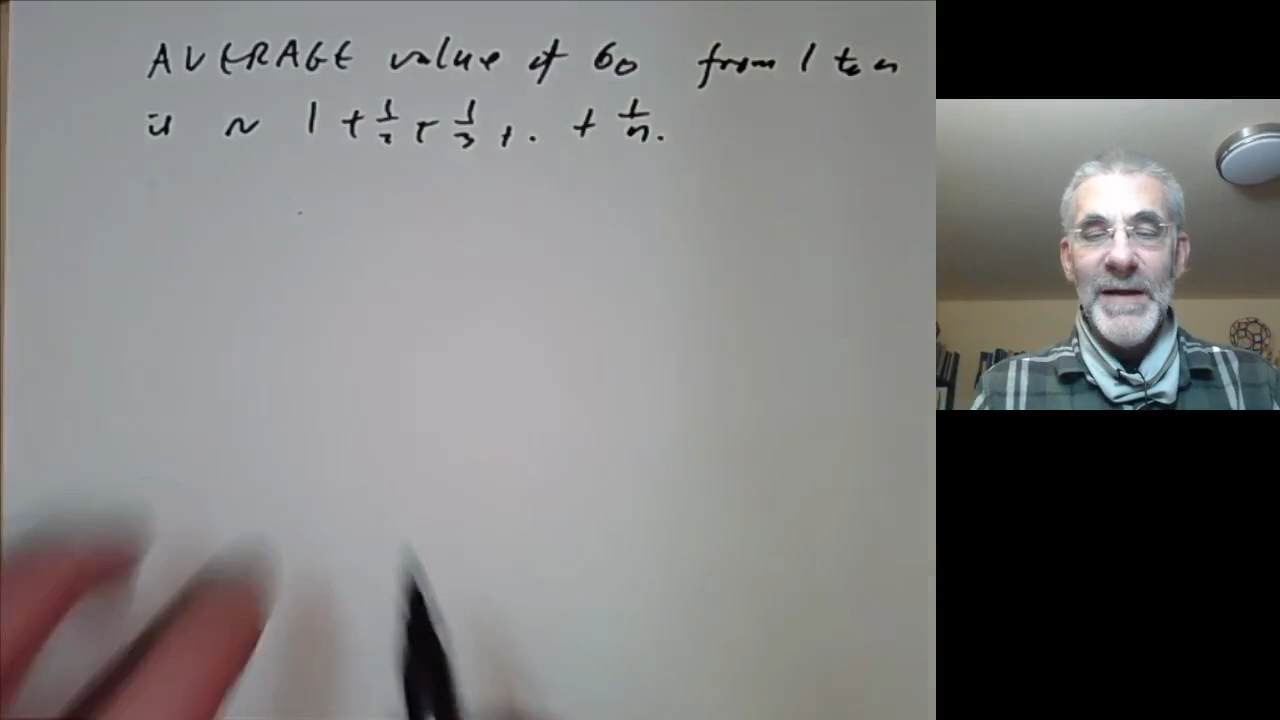 AVERAGE value of σ₀ from 1 to n
is ~ 1 + 1/2 + 1/3 + . . + 1/n.